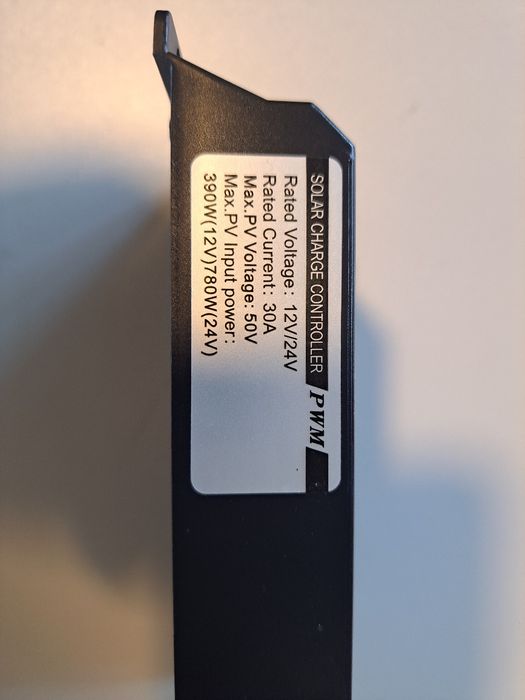 SOLAR CHARGE CONTROLLER PWM
Rated Voltage: 12V/24V
Rated Current: 30A
Max.PV Voltage: 50V
Max.PV Input power:
390W(12V)780W(24V)